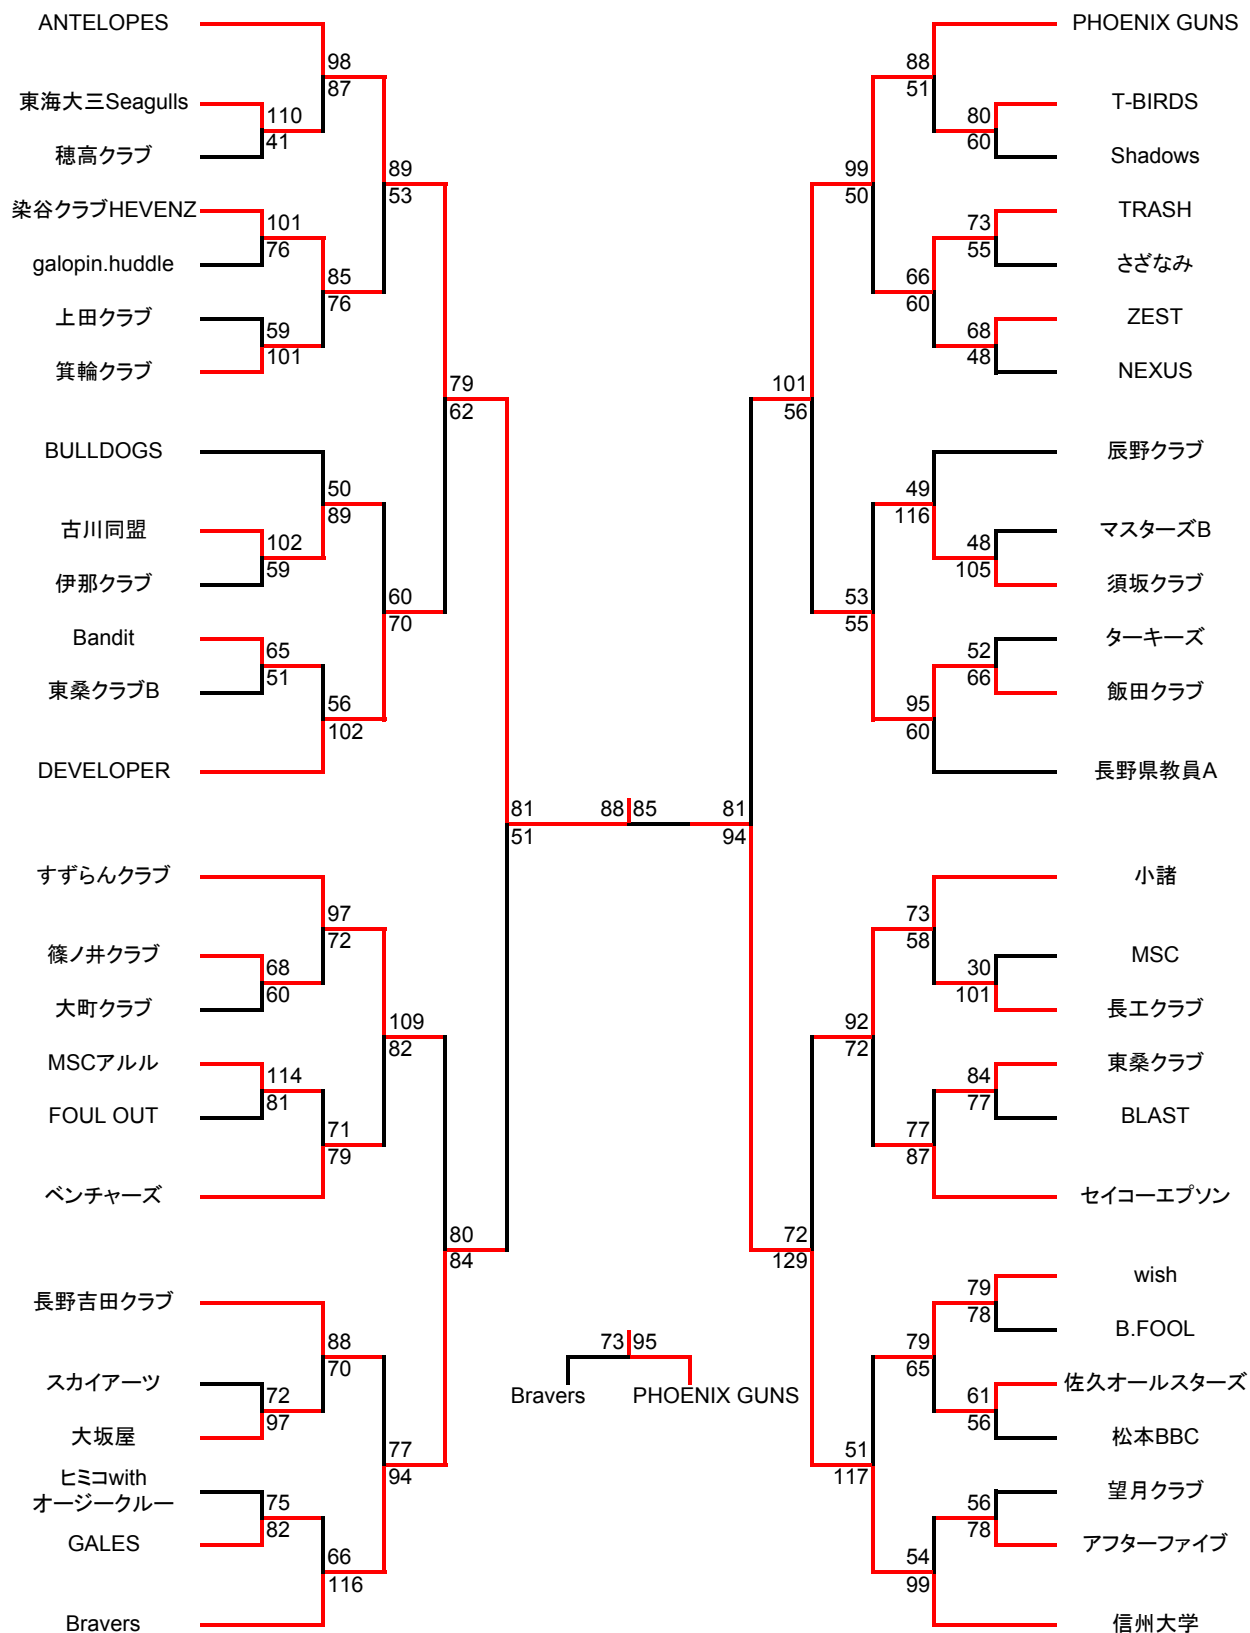 ANTELOPES
98
87
東海大三Seagulls
110
41
穂高クラブ
89
53
染谷クラブHEVENZ
101
76
galopin.huddle
85
76
上田クラブ
59
101
箕輪クラブ
79
62
BULLDOGS
50
89
古川同盟
102
59
伊那クラブ
60
70
Bandit
65
51
東桑クラブB
56
102
DEVELOPER
81
51
すずらんクラブ
97
72
篠ノ井クラブ
68
60
大町クラブ
109
82
MSCアルル
114
81
FOUL OUT
71
79
ベンチャーズ
80
84
長野吉田クラブ
88
70
スカイアーツ
72
97
大坂屋
77
94
ヒミコwith
オージークルー
75
82
GALES
66
116
Bravers
88 85
73 95
Bravers
PHOENIX GUNS
PHOENIX GUNS
88
51
T-BIRDS
80
60
Shadows
99
50
TRASH
73
55
さざなみ
66
60
ZEST
68
48
NEXUS
101
56
辰野クラブ
49
116
マスターズB
48
105
須坂クラブ
53
55
ターキーズ
52
66
飯田クラブ
95
60
長野県教員A
81
94
小諸
73
58
MSC
30
101
長工クラブ
92
72
東桑クラブ
84
77
BLAST
77
87
セイコーエプソン
72
129
wish
79
78
B.FOOL
79
65
佐久オールスターズ
61
56
松本BBC
51
117
望月クラブ
56
78
アフターファイブ
54
99
信州大学